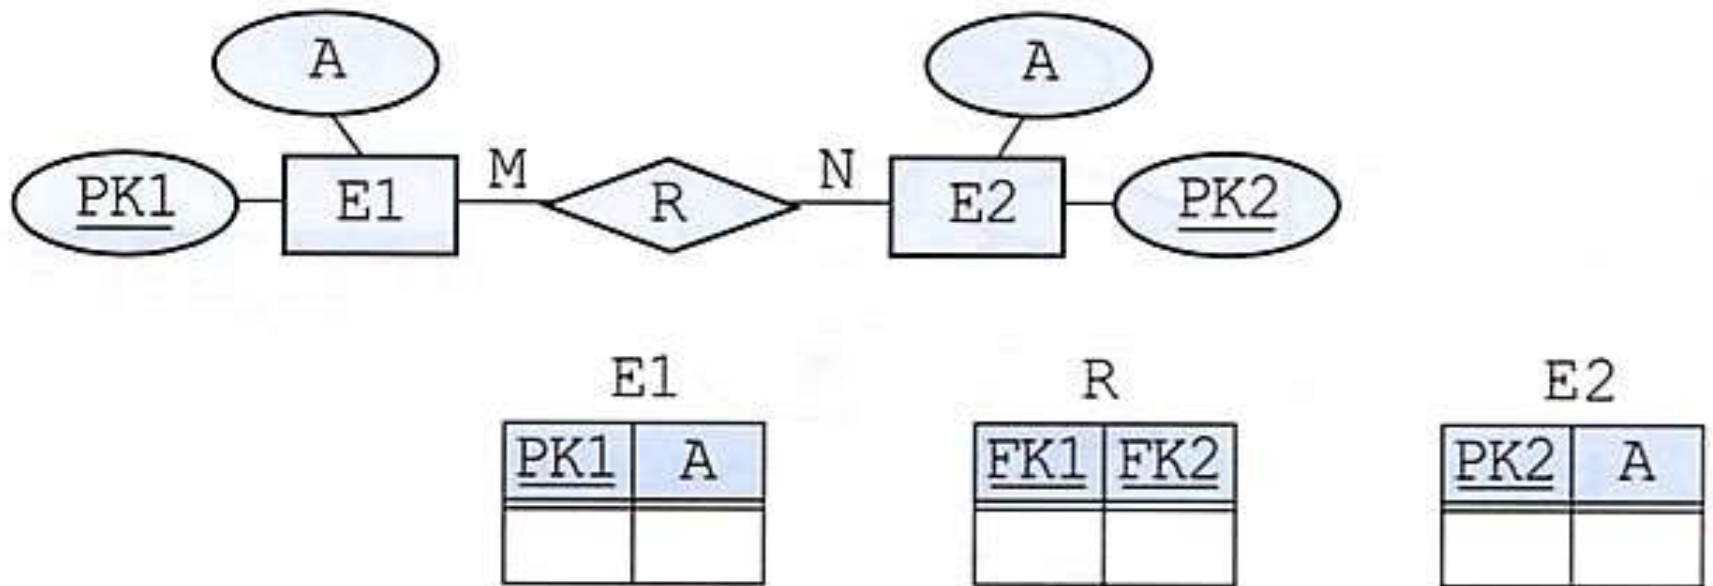 A A
PK1 E1 M R N E2 PK2
E1 R E2
PK1 A FK1 FK2 PK2 A